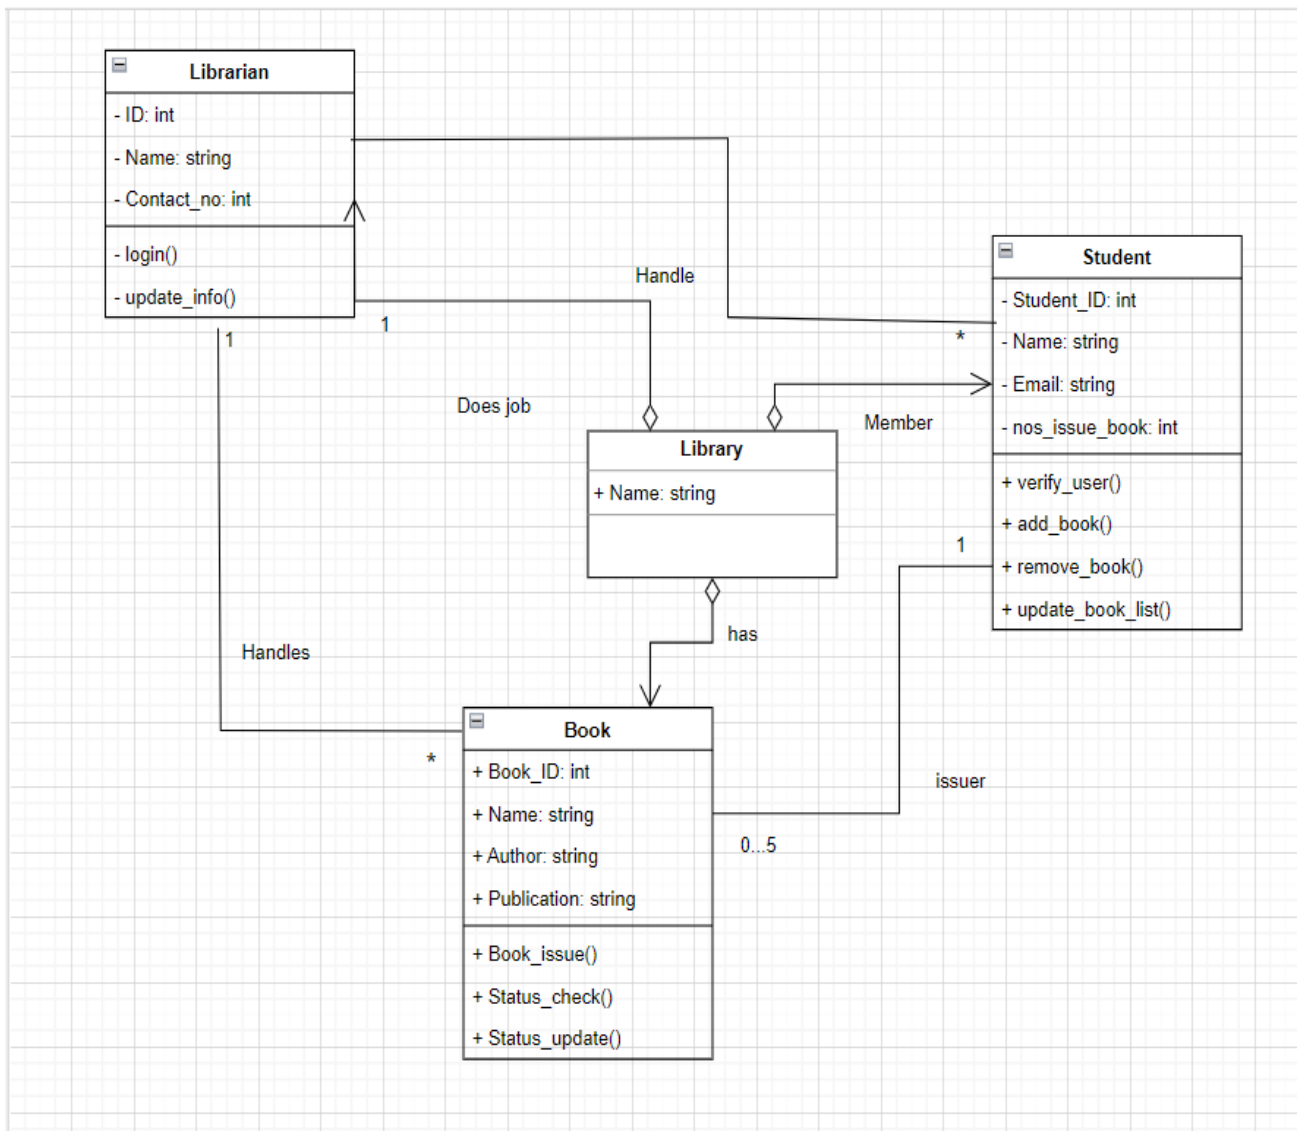 Librarian
- ID: int
- Name: string
- Contact_no: int
- login()
- update_info()
1
1
Handle
*
Student
- Student_ID: int
- Name: string
- Email: string
- nos_issue_book: int
+ verify_user()
+ add_book()
+ remove_book()
+ update_book_list()
Does job
Member
Library
+ Name: string
1
has
Handles
*
Book
+ Book_ID: int
+ Name: string
+ Author: string
+ Publication: string
+ Book_issue()
+ Status_check()
+ Status_update()
issuer
0...5